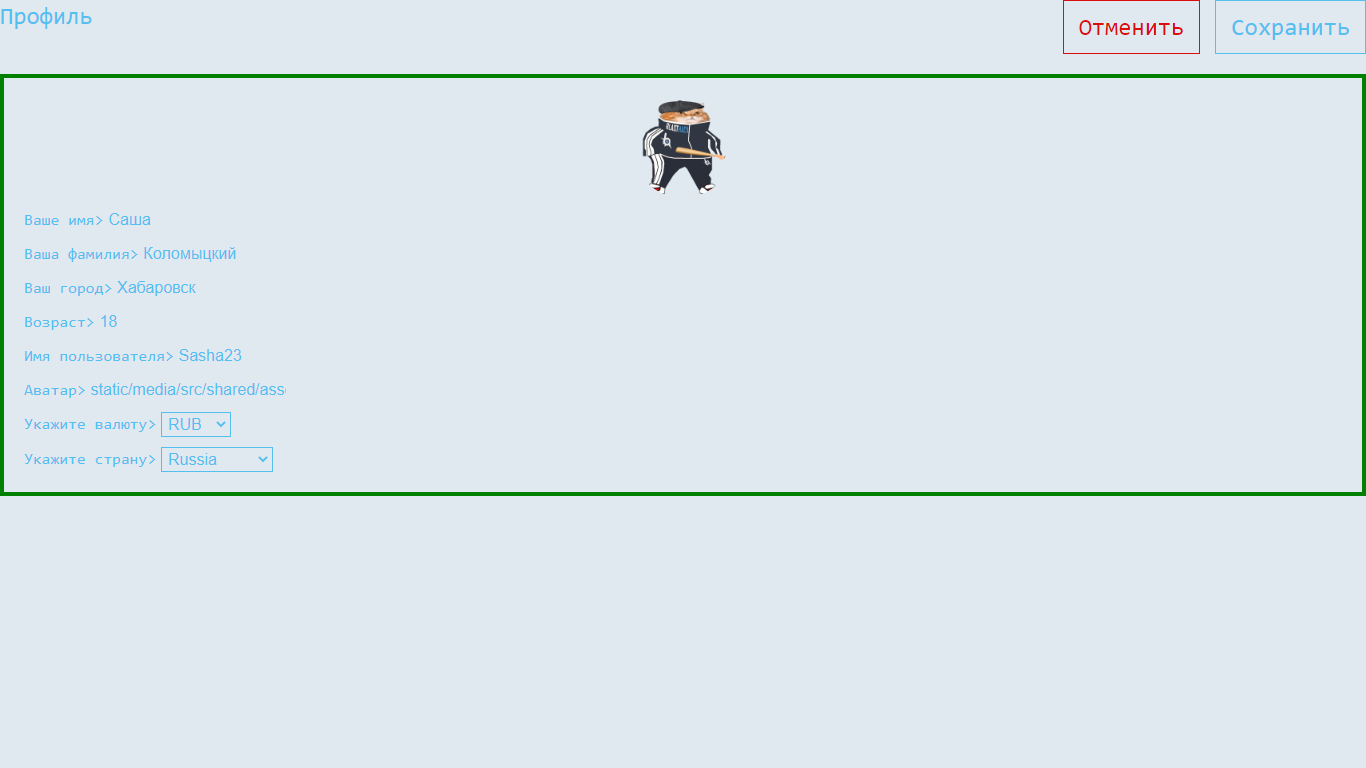 Профиль
Отменить
Сохранить
Ваше имя> Саша
Ваша фамилия> Коломыцкий
Ваш город> Хабаровск
Возраст> 18
Имя пользователя> Sasha23
Аватар> static/media/src/shared/ass
Укажите валюту> RUB
Укажите страну> Russia